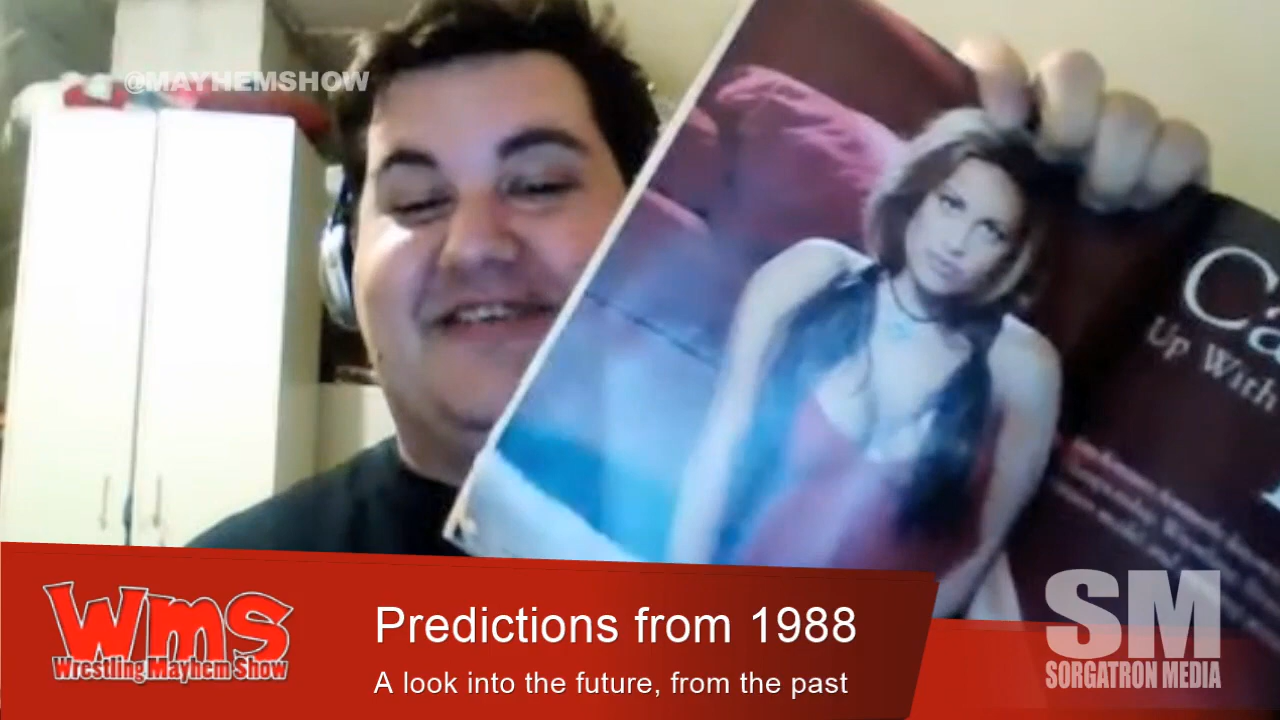 @MAYHEMSHOW
Ca
Up With
Wms
Wrestling Mayhem Show
Predictions from 1988
A look into the future, from the past
SM
SORGATRON MEDIA